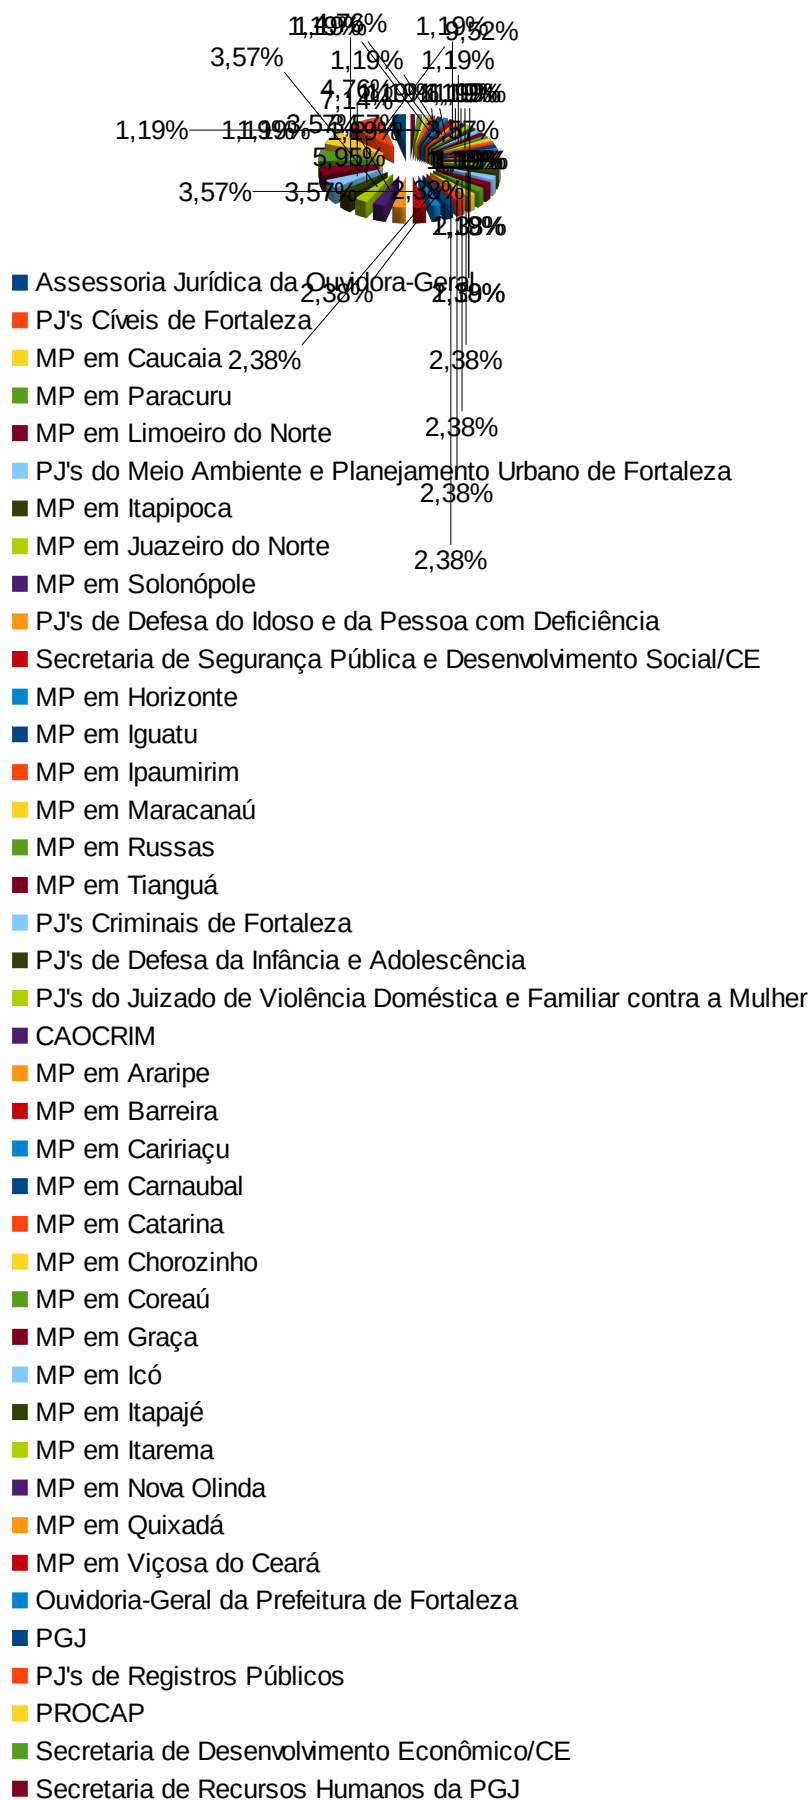 4,76%
1,19%
9,52%
3,57%
1,19%
1,19%
4,76%
7,14%
1,19%
3,57%
5,95%
3,57%
3,57%
2,38%
2,38%
2,38%
2,38%
2,38%
2,38%
2,38%
Assessoria Jurídica da Ouvidora-Geral
PJ's Cíveis de Fortaleza
MP em Caucaia
MP em Paracuru
MP em Limoeiro do Norte
PJ's do Meio Ambiente e Planejamento Urbano de Fortaleza
MP em Itapipoca
MP em Juazeiro do Norte
MP em Solonópole
PJ's de Defesa do Idoso e da Pessoa com Deficiência
Secretaria de Segurança Pública e Desenvolvimento Social/CE
MP em Horizonte
MP em Iguatu
MP em Ipaumirim
MP em Maracanaú
MP em Russas
MP em Tianguá
PJ's Criminais de Fortaleza
PJ's de Defesa da Infância e Adolescência
PJ's do Juizado de Violência Doméstica e Familiar contra a Mulher
CAOCRIM
MP em Araripe
MP em Barreira
MP em Caririaçu
MP em Carnaubal
MP em Catarina
MP em Chorozinho
MP em Coreaú
MP em Graça
MP em Icó
MP em Itapajé
MP em Itarema
MP em Nova Olinda
MP em Quixadá
MP em Viçosa do Ceará
Ouvidoria-Geral da Prefeitura de Fortaleza
PGJ
PJ's de Registros Públicos
PROCAP
Secretaria de Desenvolvimento Econômico/CE
Secretaria de Recursos Humanos da PGJ